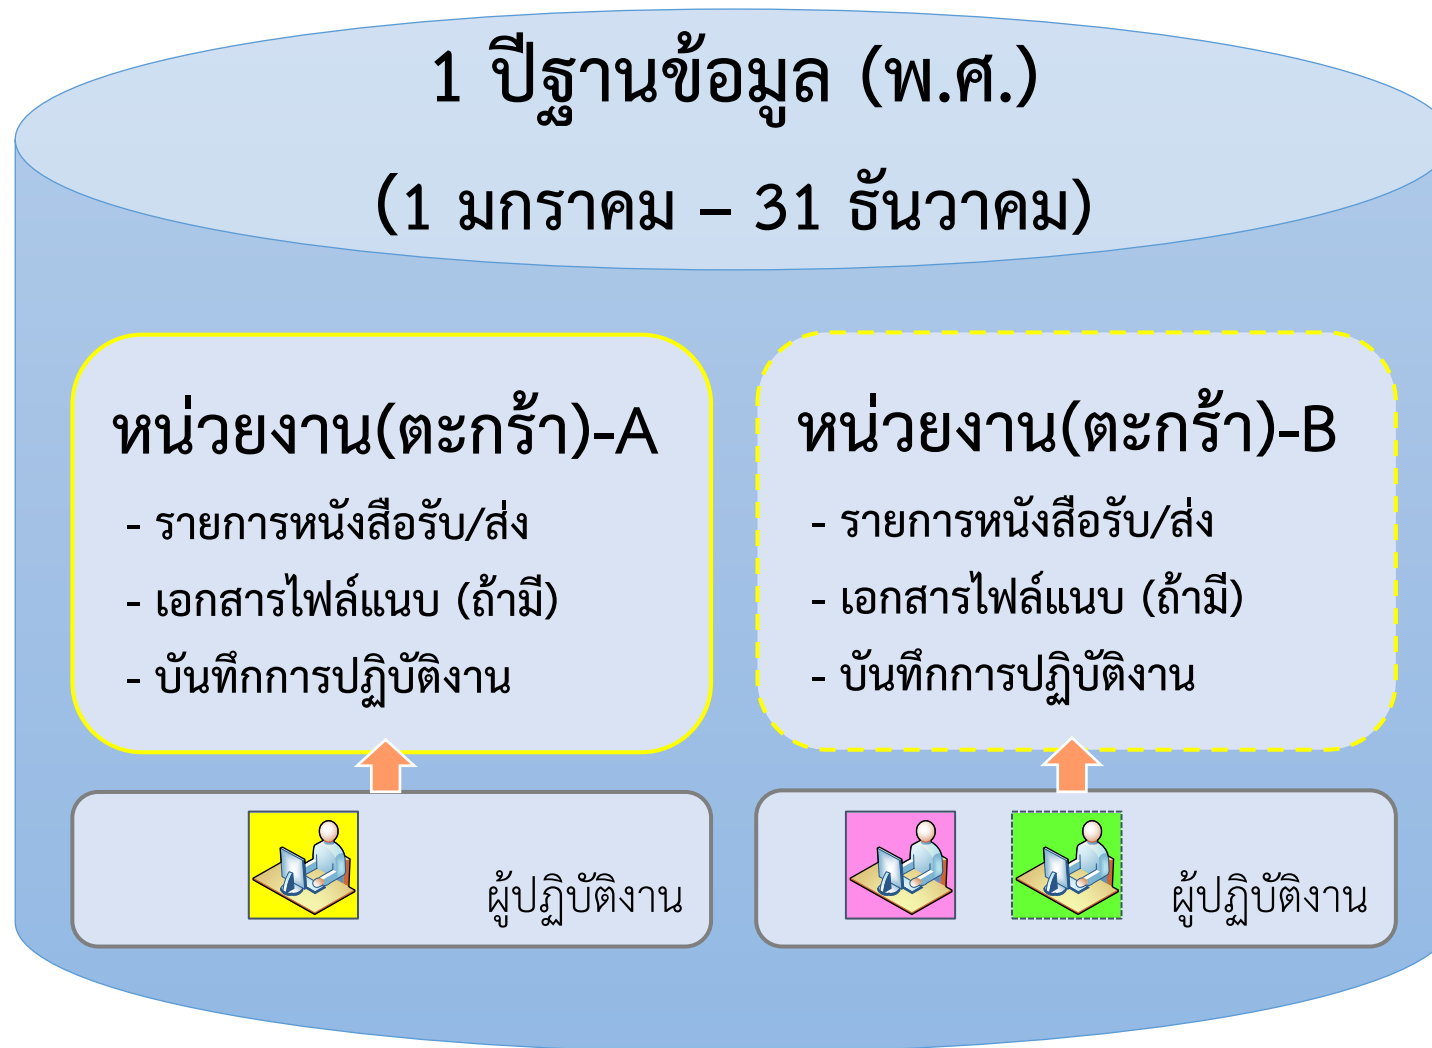 1 ปีฐานข้อมูล (พ.ศ.)
(1 มกราคม – 31 ธันวาคม)
หน่วยงาน(ตะกร้า)-A
- รายการหนังสือรับ/ส่ง
- เอกสารไฟล์แนบ (ถ้ามี)
- บันทึกการปฏิบัติงาน
ผู้ปฏิบัติงาน
หน่วยงาน(ตะกร้า)-B
- รายการหนังสือรับ/ส่ง
- เอกสารไฟล์แนบ (ถ้ามี)
- บันทึกการปฏิบัติงาน
ผู้ปฏิบัติงาน